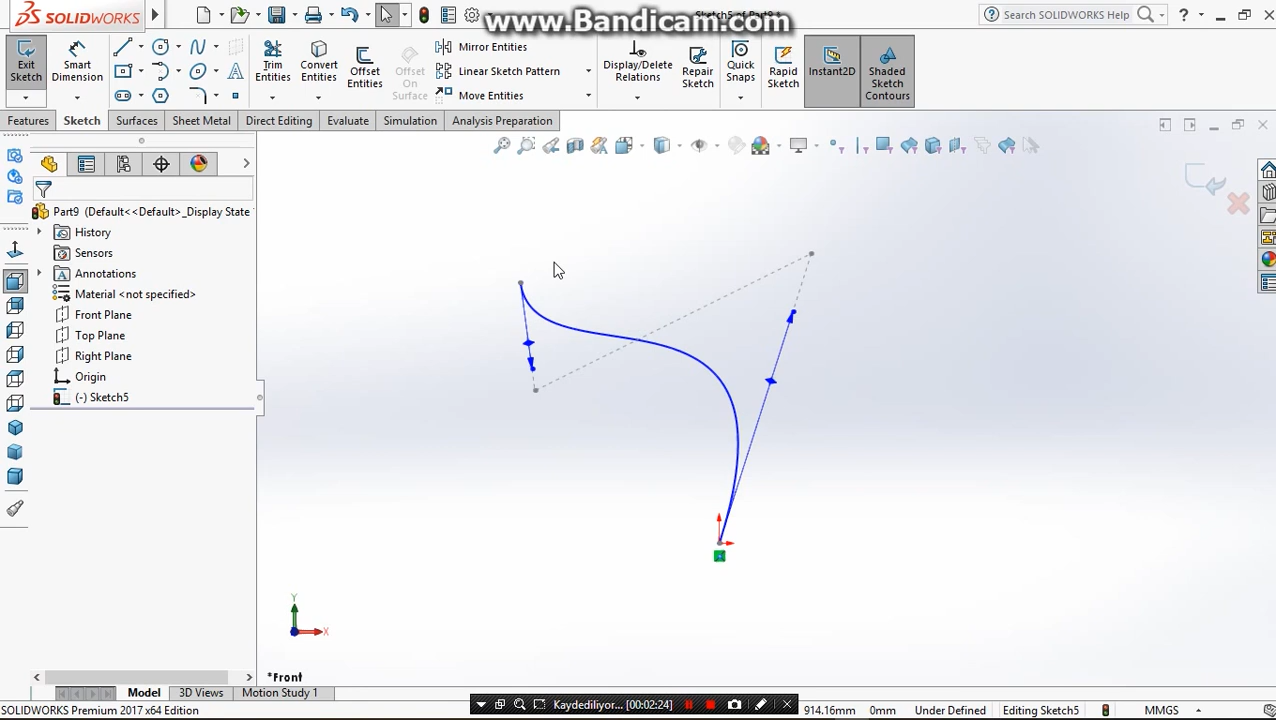 SOLIDWORKS
www.Bandicam.com
Search SOLIDWORKS Help
Exit Sketch
Smart Dimension
Trim Entities
Convert Entities
Offset Entities
Offset On Surface
Mirror Entities
Linear Sketch Pattern
Move Entities
Display/Delete Relations
Repair Sketch
Quick Snaps
Rapid Sketch
Instant2D
Shaded Sketch Contours
Features
Sketch
Surfaces
Sheet Metal
Direct Editing
Evaluate
Simulation
Analysis Preparation
Part9 (Default<<Default>_Display State
History
Sensors
Annotations
Material <not specified>
Front Plane
Top Plane
Right Plane
Origin
(-) Sketch5
Y
X
*Front
Model
3D Views
Motion Study 1
Kaydediliyor... [00:02:24]
SOLIDWORKS Premium 2017 x64 Edition
914.16mm
0mm
Under Defined
Editing Sketch5
MMGS